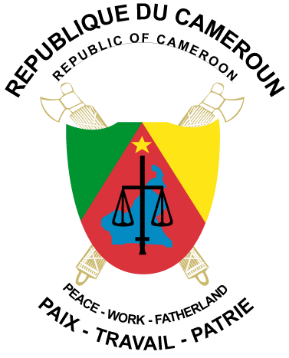 REPUBLIQUE DU CAMEROUN
REPUBLIC OF CAMEROON
PEACE - WORK - FATHERLAND
PAIX - TRAVAIL - PATRIE